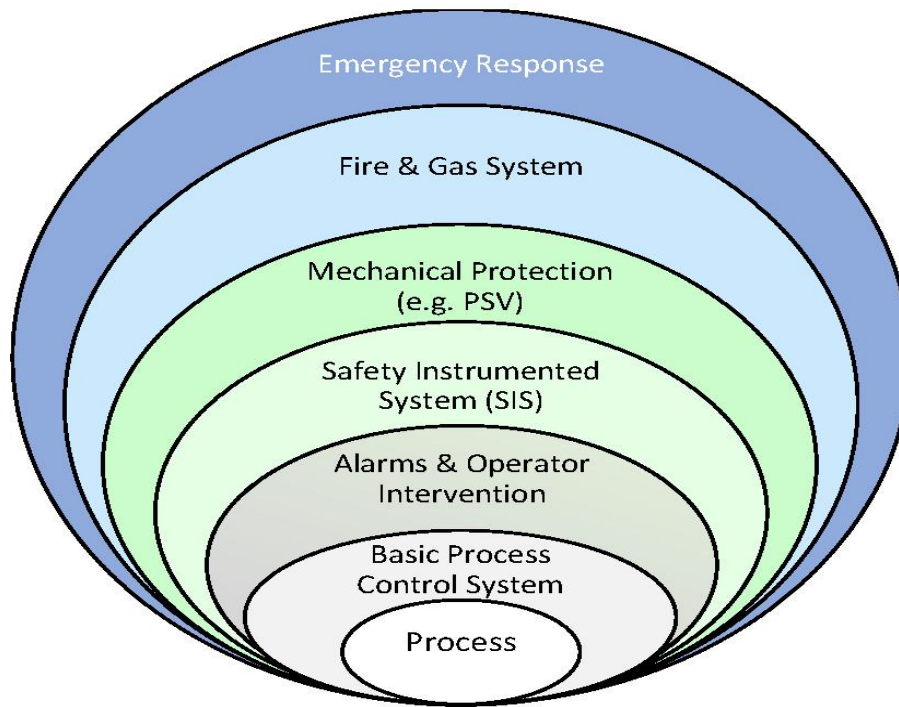 Emergency Response
Fire & Gas System
Mechanical Protection
(e.g. PSV)
Safety Instrumented
System (SIS)
Alarms & Operator
Intervention
Basic Process
Control System
Process